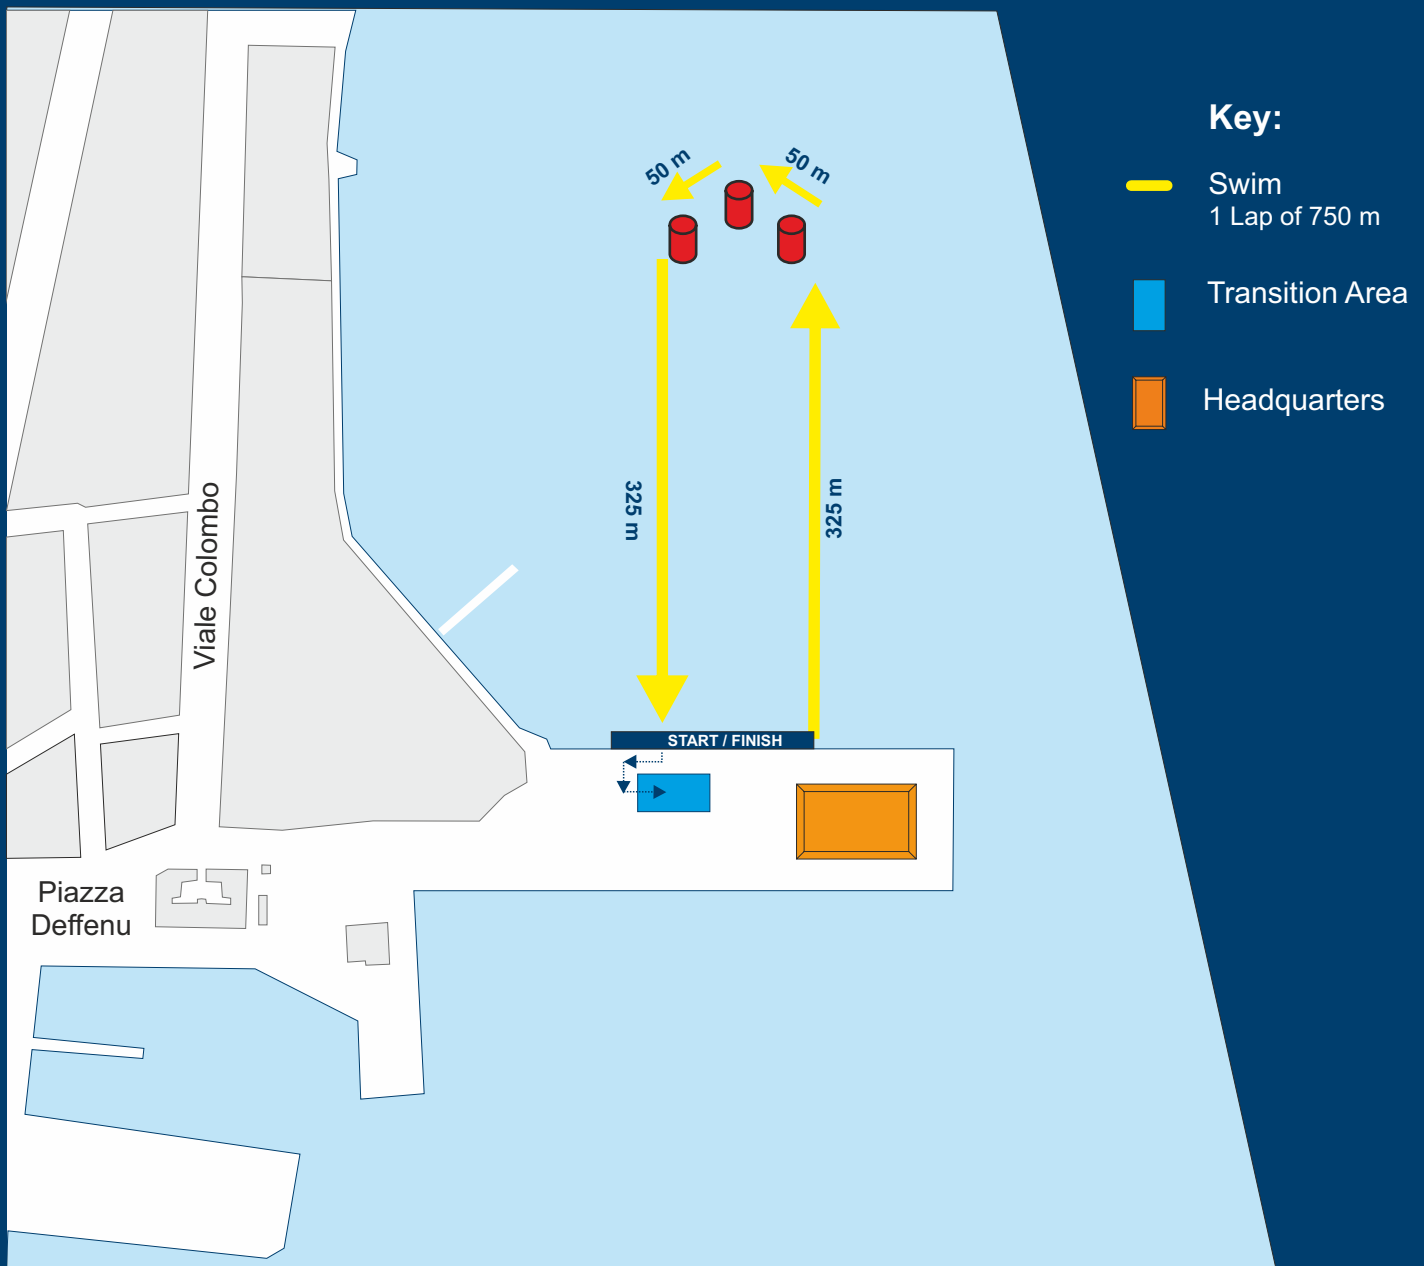 Key:
Swim
1 Lap of 750 m
Transition Area
Headquarters
50 m
50 m
325 m
325 m
Viale Colombo
START / FINISH
Piazza
Deffenu